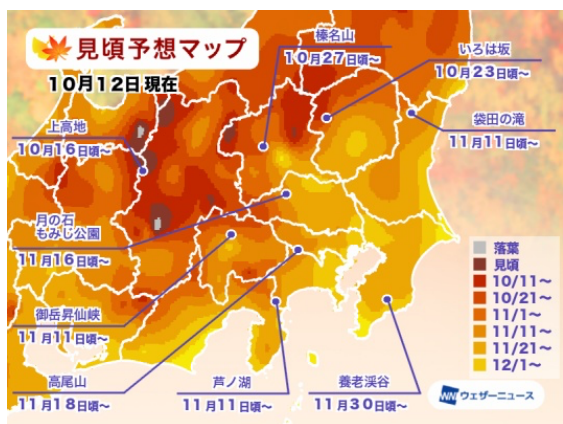 見頃予想マップ
10月12日 現在
榛名山
10月27日頃～
いろは坂
10月23日頃～
袋田の滝
11月11日頃～
上高地
10月16日頃～
月の石
もみじ公園
11月16日頃～
御岳昇仙峡
11月11日頃～
高尾山
11月18日頃～
芦ノ湖
11月11日頃～
養老渓谷
11月30日頃～
落葉
見頃
10/11～
10/21～
11/1～
11/11～
11/21～
12/1～
WNI ウェザーニュース